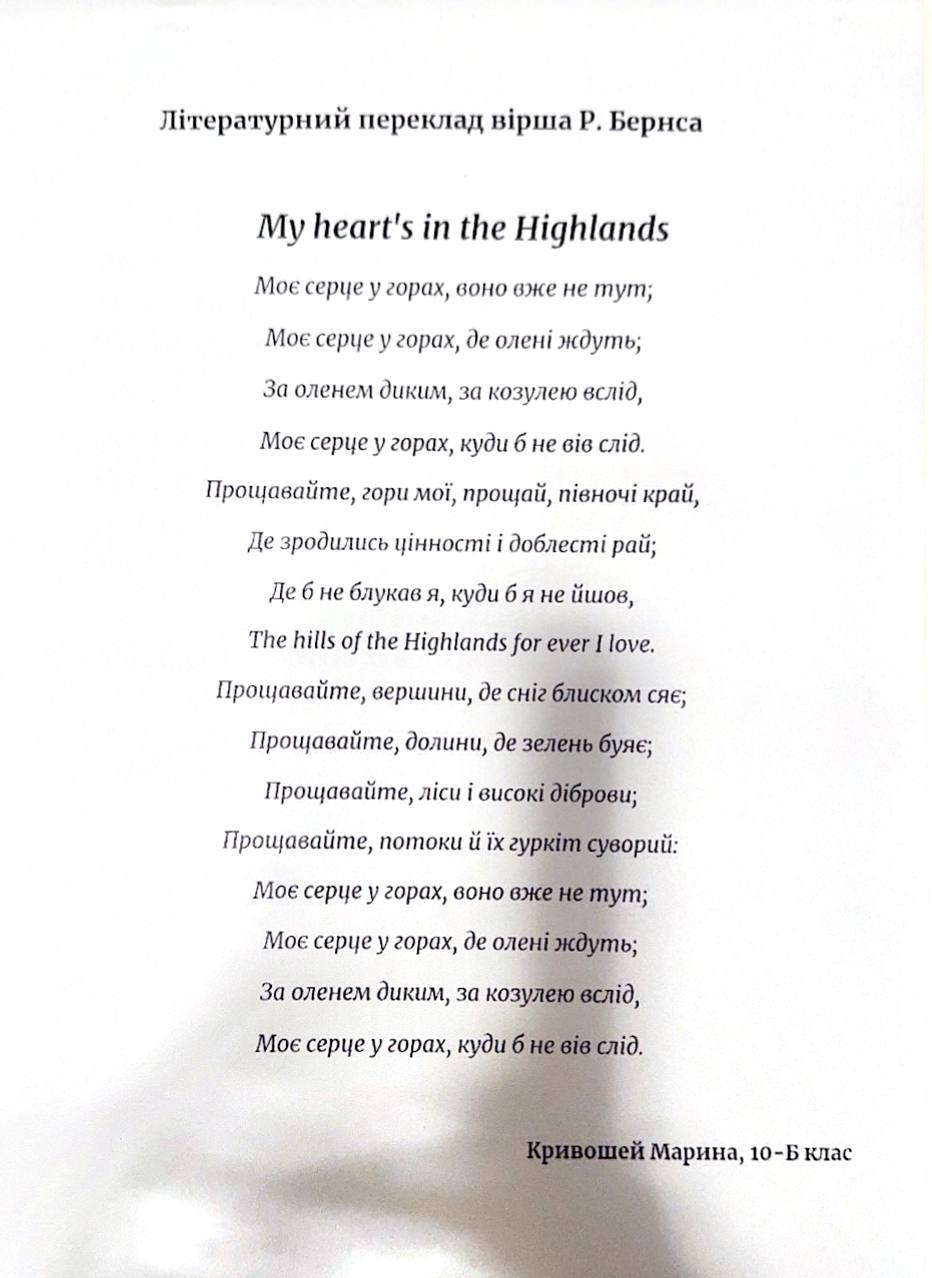 Літературний переклад вірша Р. Бернса
My heart's in the Highlands
Моє серце у горах, воно вже не тут;
Моє серце у горах, де олені ждуть;
За оленем диким, за козулею вслід,
Моє серце у горах, куди б не вів слід.
Прощавайте, гори мої, прощай, півночі край,
Де зродились цінності і доблесті рай;
Де б не блукав я, куди б я не йшов,
The hills of the Highlands for ever I love.
Прощавайте, вершини, де сніг блиском сяє;
Прощавайте, долини, де зелень буяє;
Прощавайте, ліси і високі діброви;
Прощавайте, потоки й їх гуркіт суворий:
Моє серце у горах, воно вже не тут;
Моє серце у горах, де олені ждуть;
За оленем диким, за козулею вслід,
Моє серце у горах, куди б не вів слід.
Кривошей Марина, 10-Б клас